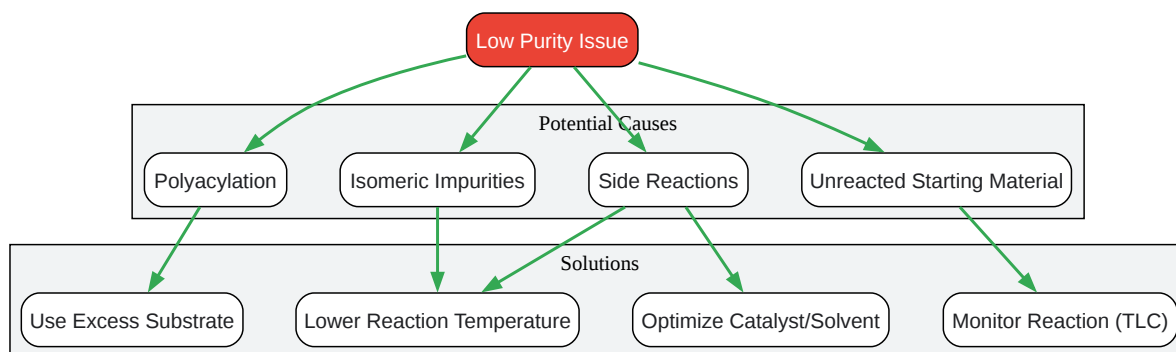 Low Purity Issue
Potential Causes
Polyacylation
Isomeric Impurities
Side Reactions
Unreacted Starting Material
Solutions
Use Excess Substrate
Lower Reaction Temperature
Optimize Catalyst/Solvent
Monitor Reaction (TLC)